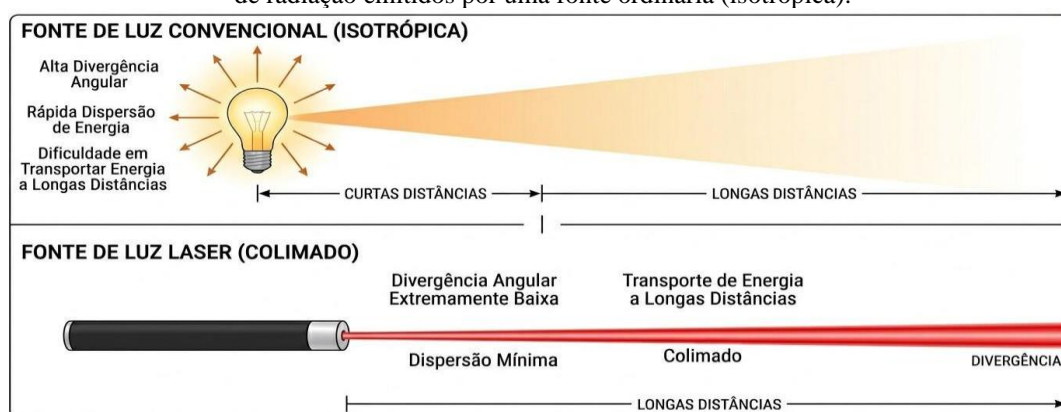 de radiação emitidos por uma fonte ordinária (isotrópica).
FONTE DE LUZ CONVENCIONAL (ISOTRÓPICA)
Alta Divergência
Angular
Rápida Dispersão
de Energia
Dificuldade em
Transportar Energia
a Longas Distâncias
CURTAS DISTÂNCIAS
LONGAS DISTÂNCIAS
FONTE DE LUZ LASER (COLIMADO)
Divergência Angular
Extremamente Baixa
Transporte de Energia
a Longas Distâncias
Dispersão Mínima
Colimado
DIVERGÊNCIA
LONGAS DISTÂNCIAS